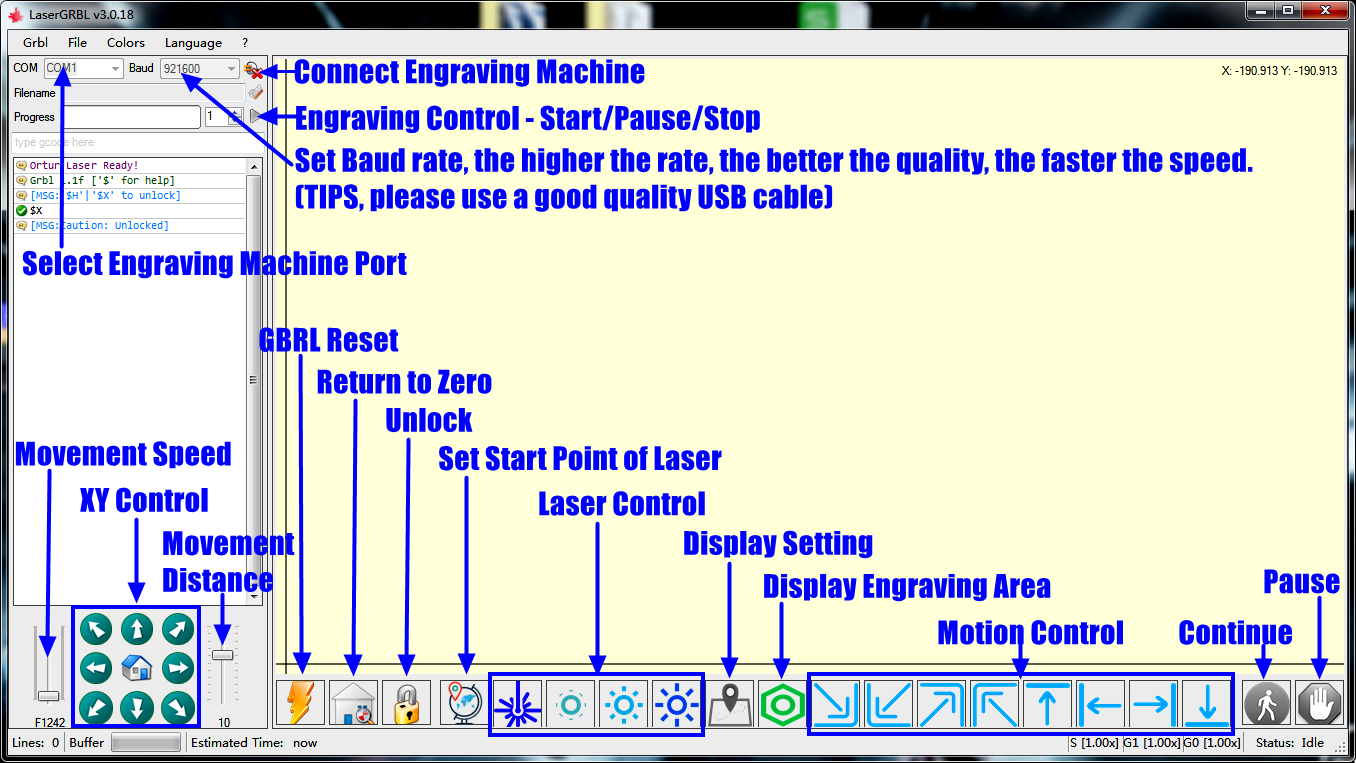 LaserGRBL v3.0.18
Grbl File Colors Language ?
COM COM1 Baud 921600
Connect Engraving Machine
X: -190.913 Y: -190.913
Filename
Progress 1
Engraving Control - Start/Pause/Stop
type gcode here
Set Baud rate, the higher the rate, the better the quality, the faster the speed.
(TIPS, please use a good quality USB cable)
Ortur Laser Ready!
Grbl 1.1f ['$' for help]
[MSG:'$H'|'$X' to unlock]
$X
[MSG:Caution: Unlocked]
Select Engraving Machine Port
GBRL Reset
Return to Zero
Unlock
Movement Speed
Set Start Point of Laser
XY Control
Laser Control
Movement
Distance
Display Setting
Display Engraving Area
Pause
Motion Control
Continue
F1242
10
Lines: 0 Buffer Estimated Time: now
S [1.00x] G1 [1.00x] G0 [1.00x] Status: Idle